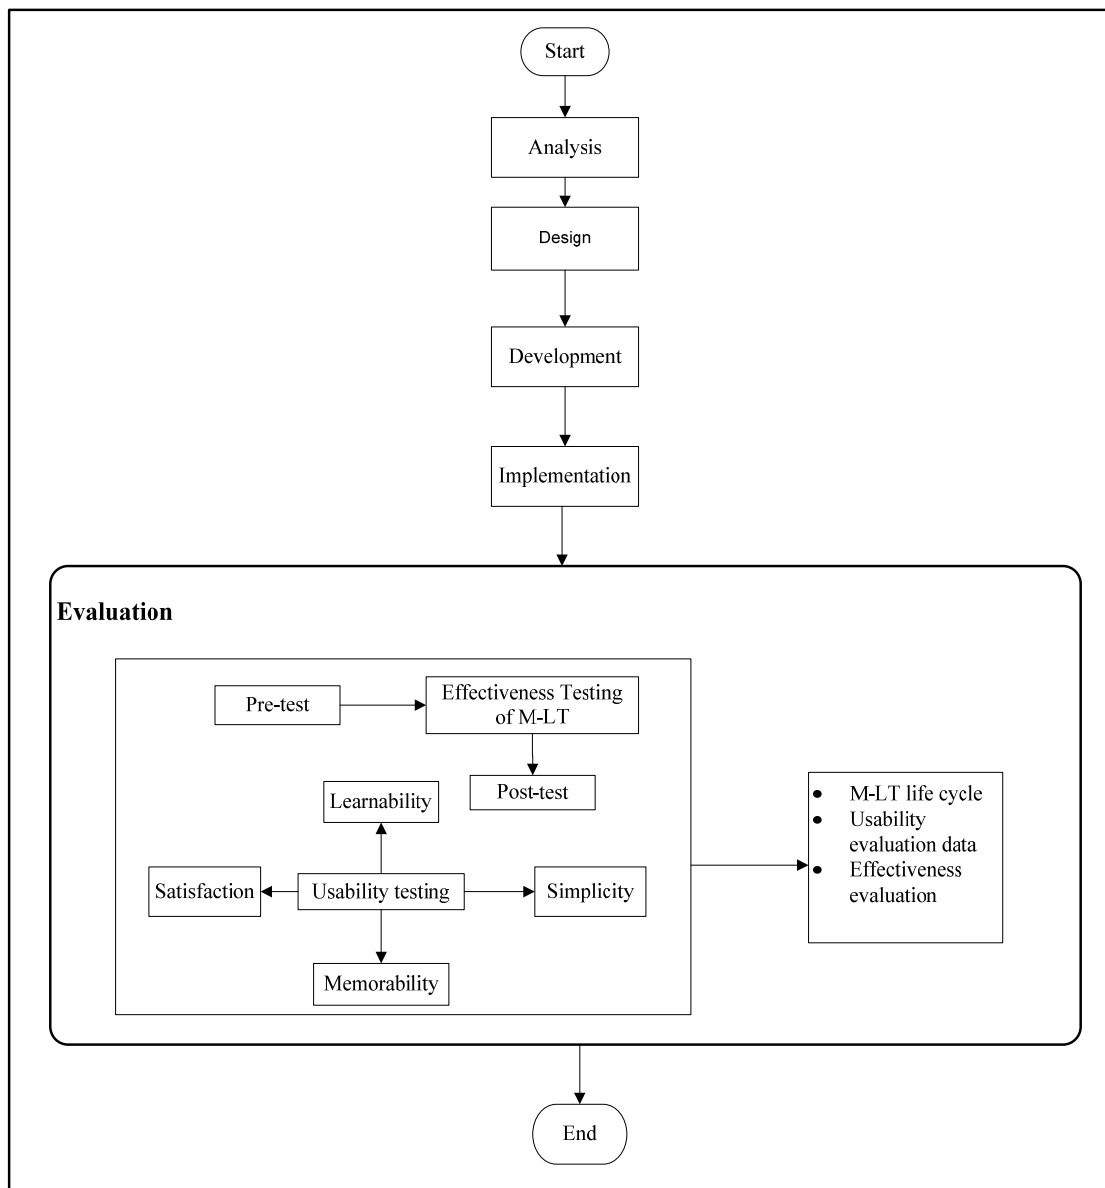 Start
Analysis
Design
Development
Implementation
Evaluation
Pre-test
Effectiveness Testing
of M-LT
Post-test
Learnability
Satisfaction
Usability testing
Simplicity
Memorability
• M-LT life cycle
• Usability
evaluation data
• Effectiveness
evaluation
End